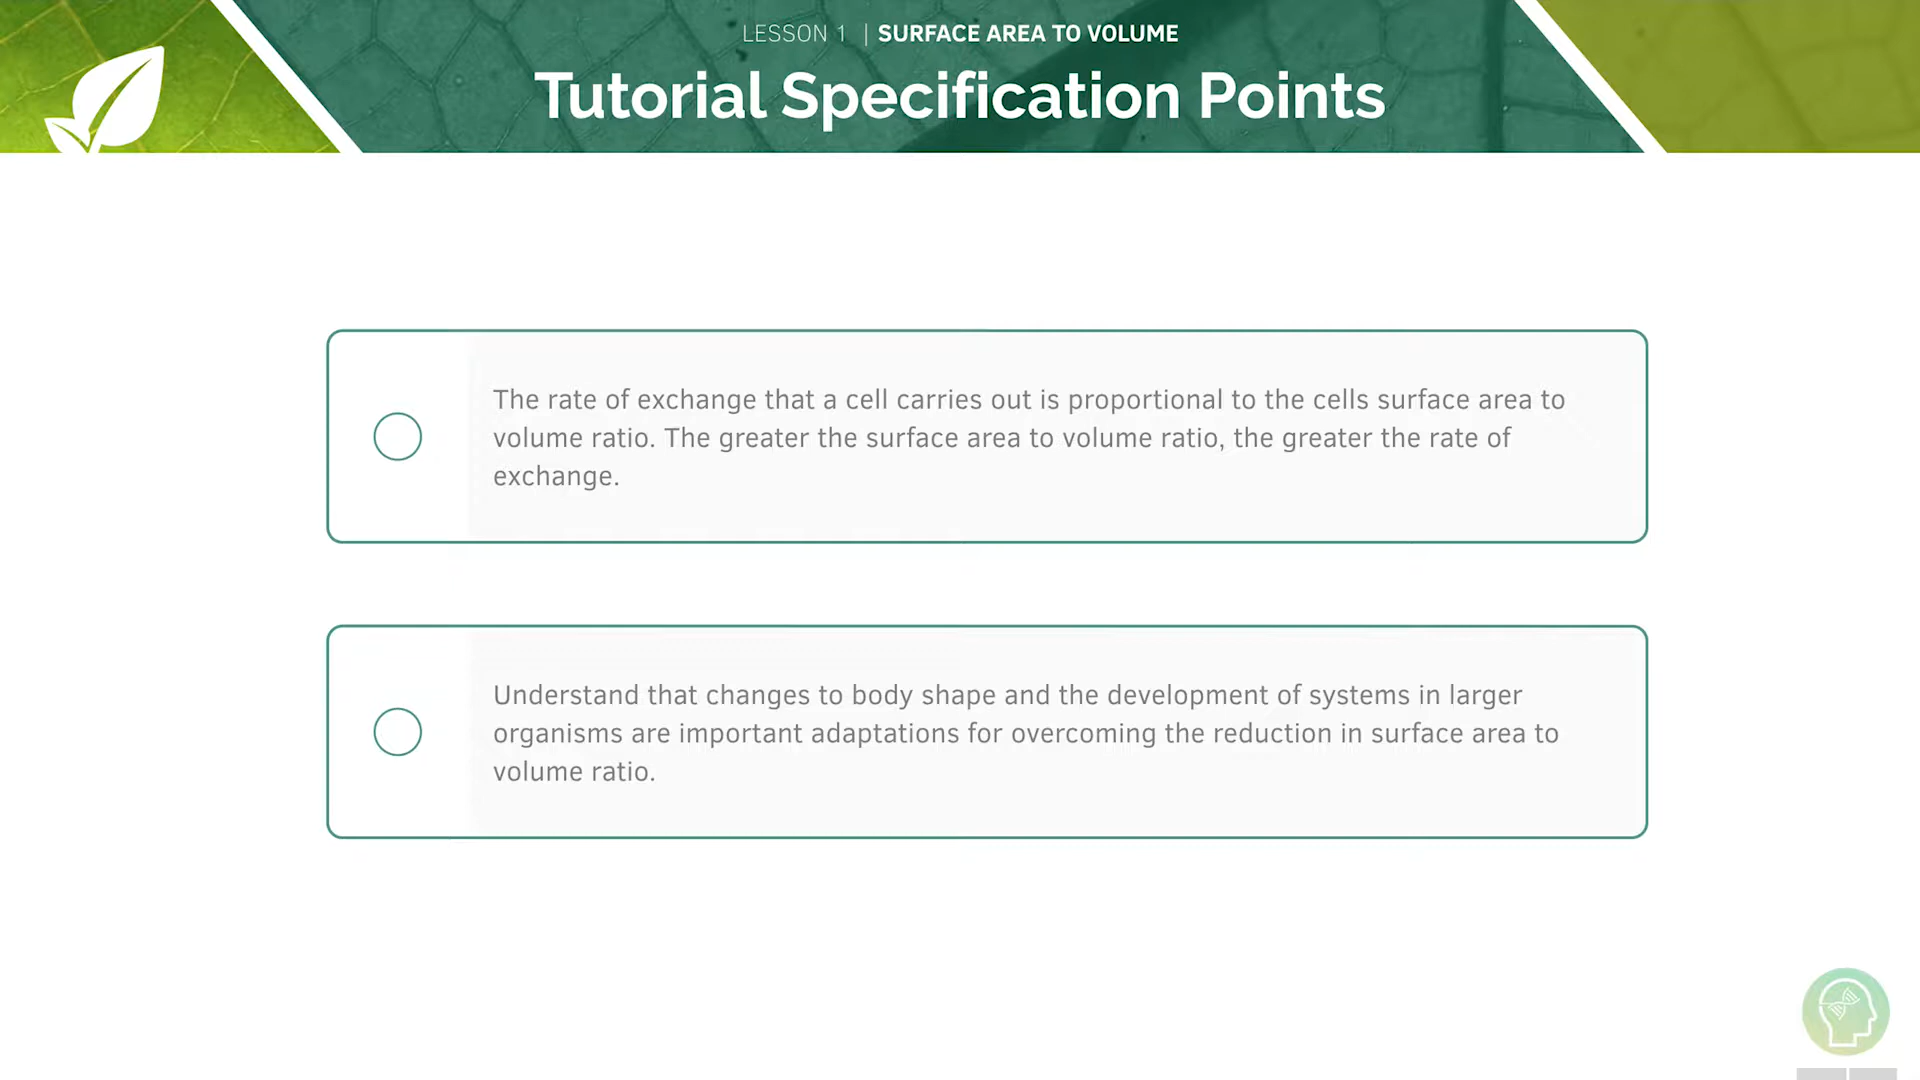 LESSON 1 | SURFACE AREA TO VOLUME
Tutorial Specification Points
The rate of exchange that a cell carries out is proportional to the cells surface area to
volume ratio. The greater the surface area to volume ratio, the greater the rate of
exchange.
Understand that changes to body shape and the development of systems in larger
organisms are important adaptations for overcoming the reduction in surface area to
volume ratio.